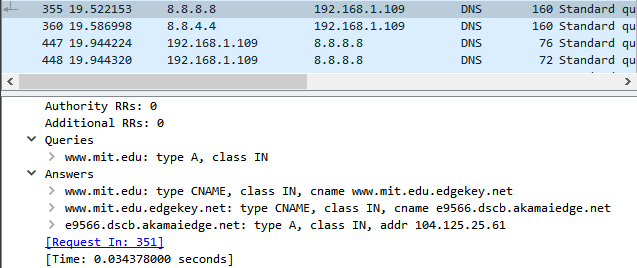 355 19.522153 8.8.8.8 192.168.1.109 DNS 160 Standard qu
360 19.586998 8.8.4.4 192.168.1.109 DNS 160 Standard qu
447 19.944224 192.168.1.109 8.8.8.8 DNS 76 Standard qu
448 19.944320 192.168.1.109 8.8.8.8 DNS 72 Standard qu
Authority RRs: 0
Additional RRs: 0
Queries
www.mit.edu: type A, class IN
Answers
www.mit.edu: type CNAME, class IN, cname www.mit.edu.edgekey.net
www.mit.edu.edgekey.net: type CNAME, class IN, cname e9566.dscb.akamaiedge.net
e9566.dscb.akamaiedge.net: type A, class IN, addr 104.125.25.61
[Request In: 351]
[Time: 0.034378000 seconds]